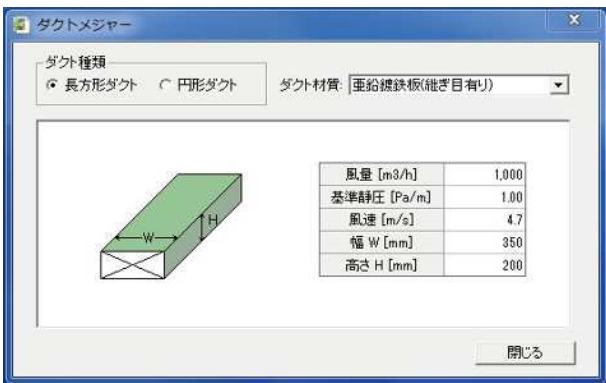 ダクトメジャー
ダクト種類
長方形ダクト 円形ダクト
ダクト材質: 亜鉛鍍鉄板(継ぎ目有り)
風量 [m3/h] 1,000
基準静圧 [Pa/m] 1.00
風速 [m/s] 4.7
幅 W [mm] 350
高さ H [mm] 200
W
H
閉じる